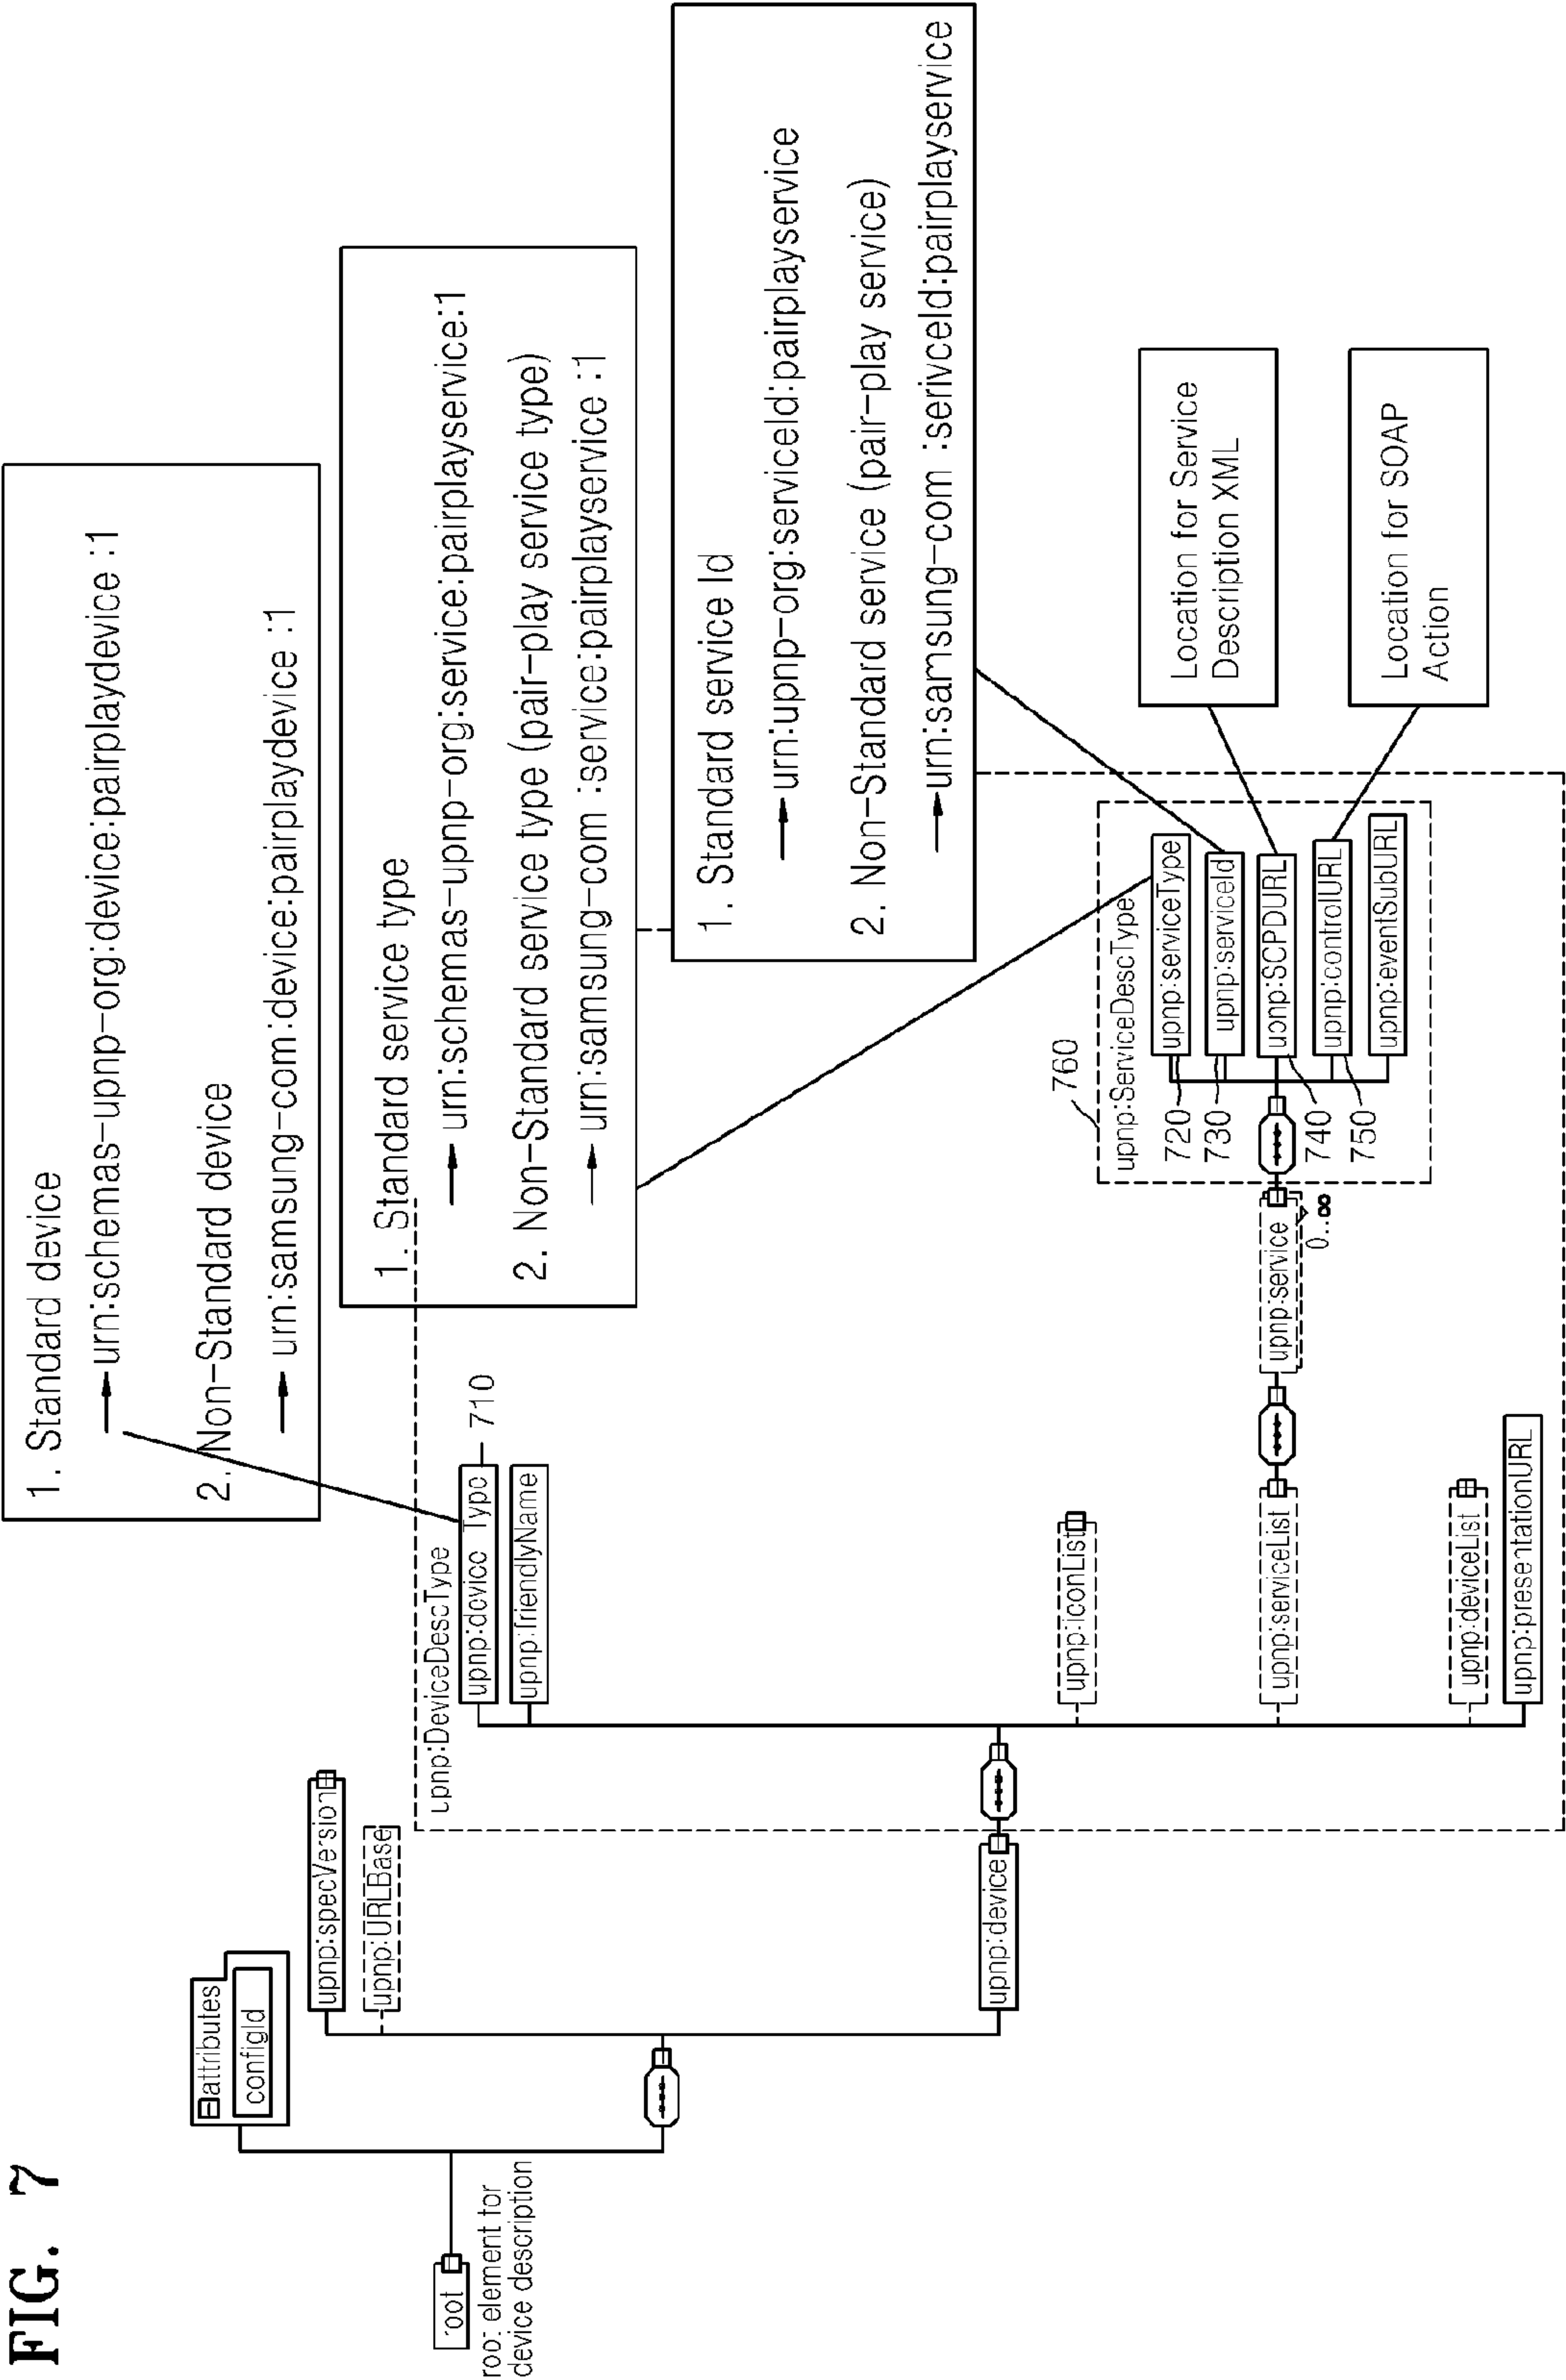 FIG. 7
1. Standard device
urn:schemas-upnp-org:device:pairplaydevice :1
2. Non-Standard device
urn:samsung-com:device:pairplaydevice :1
1. Standard service type
urn:schemas-upnp-org:service:pairplayservice:1
2. Non-Standard service type (pair-play service type)
urn:samsung-com :service:pairplayservice :1
1. Standard service Id
urn:upnp-org:serviceId:pairplayservice
2. Non-Standard service (pair-play service)
urn:samsung-com :serivceId:pairplayservice
attributes
configId
upnp:specVersion
upnp:URLBase
root
root element for
device description
upnp:device
upnp:DeviceDescType
upnp:device Type
710
upnp:friendlyName
upnp:iconList
upnp:serviceList
upnp:deviceList
upnp:presentationURL
upnp:service
0..∞
760
upnp:ServiceDescType
upnp:serviceType
720
upnp:serviceId
730
upnp:SCPDURL
740
upnp:controlURL
750
upnp:eventSubURL
Location for Service
Description XML
Location for SOAP
Action